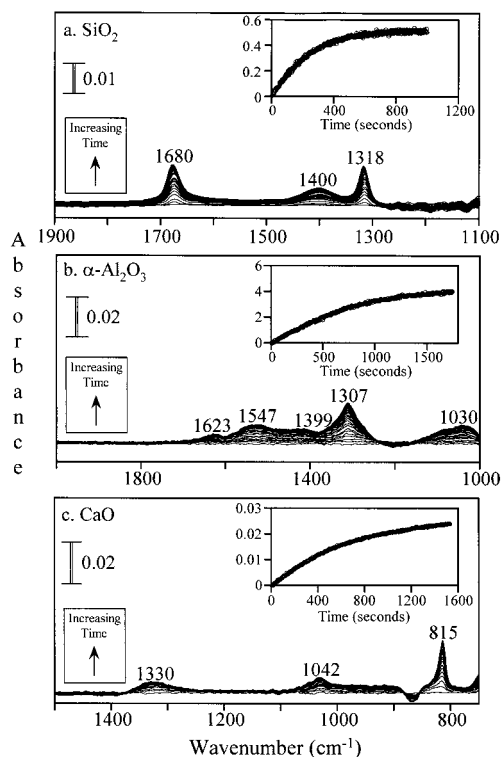 a. SiO2
0.01
Increasing
Time
0.6
0.4
0.2
0
0 400 800 1200
Time (seconds)
1680
1400
1318
1900 1700 1500 1300 1100
Absorbance
b. α-Al2O3
0.02
Increasing
Time
6
4
2
0
0 500 1000 1500
Time (seconds)
1623
1547
1399
1307
1030
1800 1400 1000
c. CaO
0.02
Increasing
Time
0.03
0.02
0.01
0.00
0 400 800 1200 1600
Time (seconds)
1330
1042
815
1400 1200 1000 800
Wavenumber (cm-1)